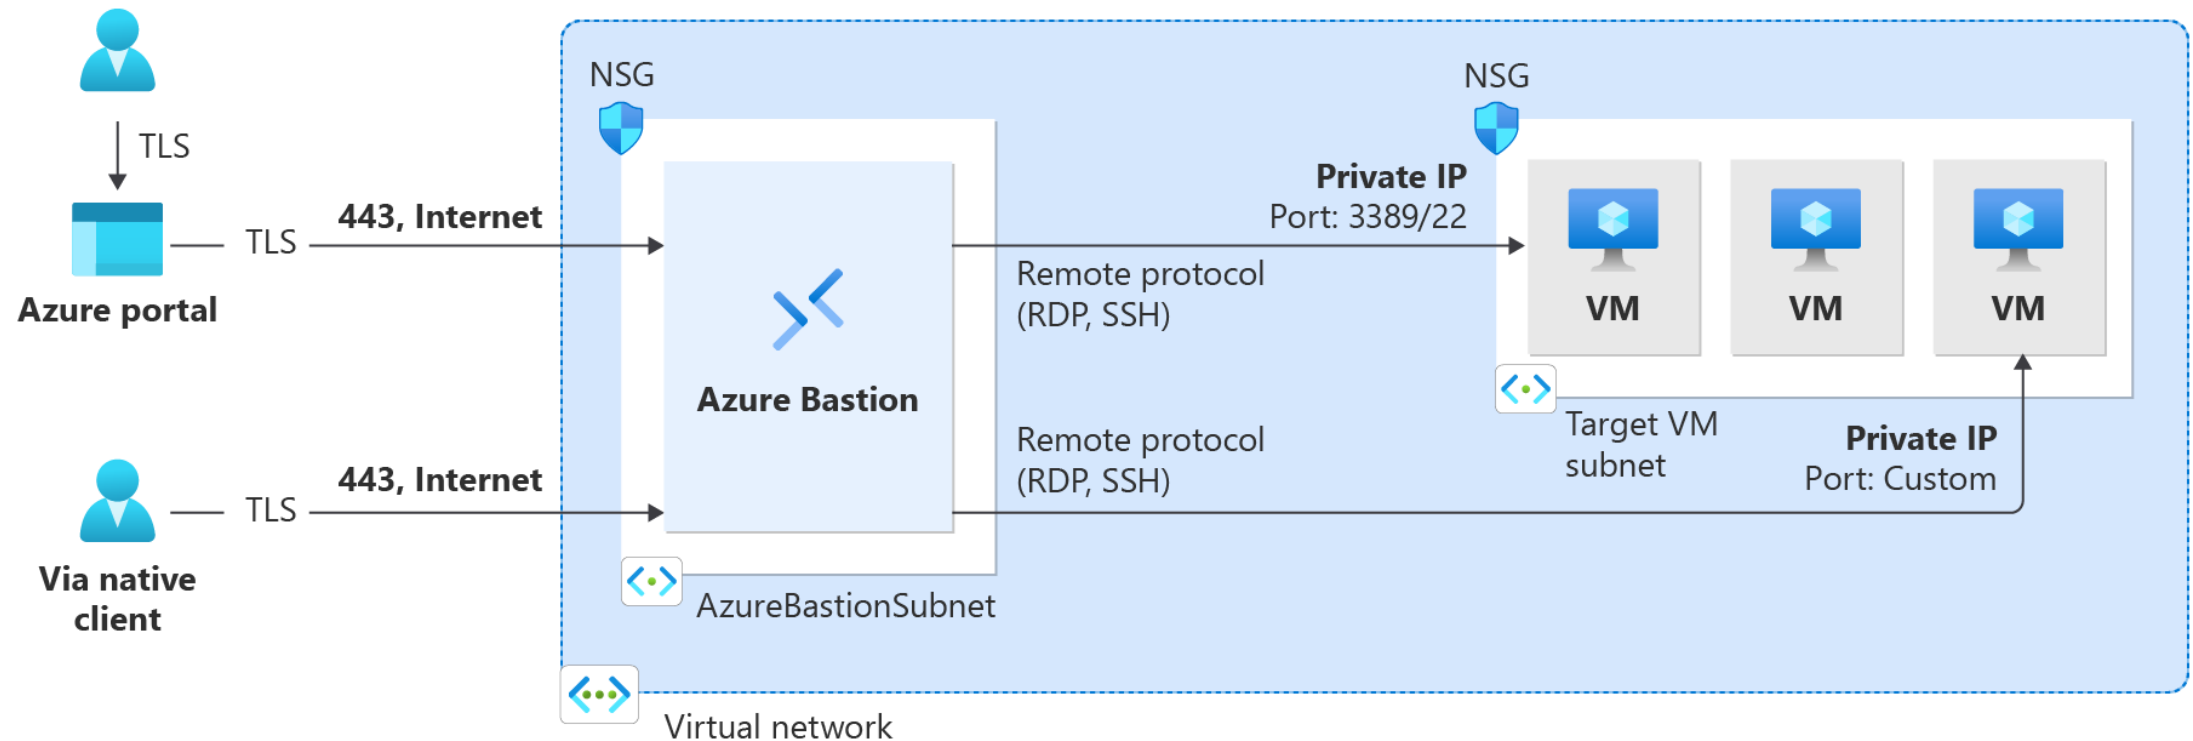 NSG
NSG
TLS
Private IP
Port: 3389/22
443, Internet
TLS
Azure portal
Remote protocol
(RDP, SSH)
VM
VM
VM
Azure Bastion
Target VM
subnet
Remote protocol
(RDP, SSH)
Private IP
Port: Custom
443, Internet
TLS
Via native
client
AzureBastionSubnet
Virtual network